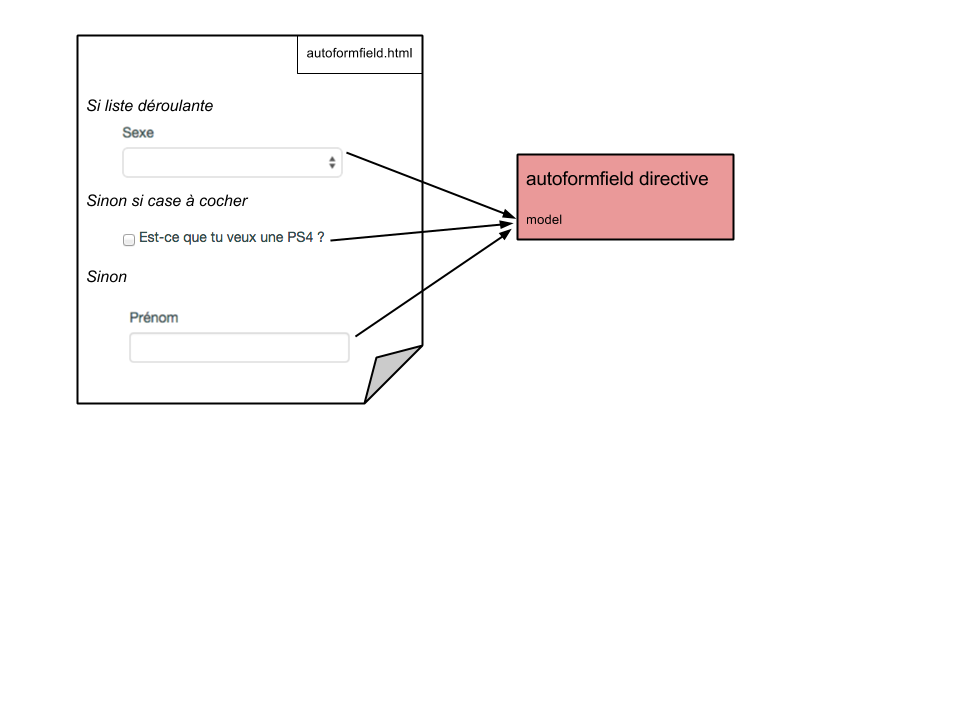 autoformfield.html
Si liste déroulante
Sexe
Sinon si case à cocher
Est-ce que tu veux une PS4 ?
Sinon
Prénom
autoformfield directive
model